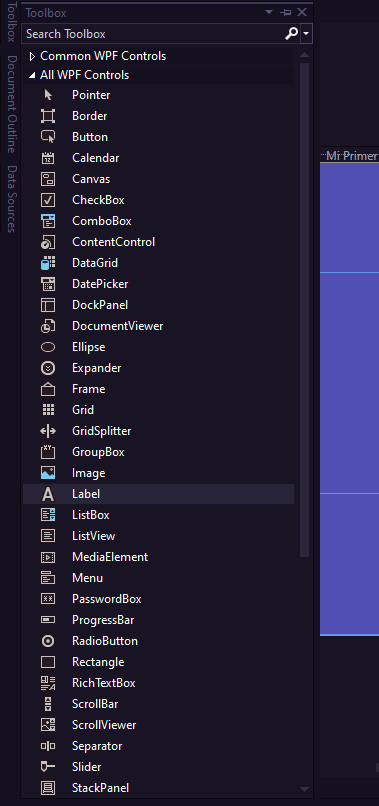 Toolbox
Document Outline
Data Sources
Toolbox
Search Toolbox
Common WPF Controls
All WPF Controls
Pointer
Border
Button
Calendar
Canvas
CheckBox
ComboBox
ContentControl
DataGrid
DatePicker
DockPanel
DocumentViewer
Ellipse
Expander
Frame
Grid
GridSplitter
GroupBox
Image
Label
ListBox
ListView
MediaElement
Menu
PasswordBox
ProgressBar
RadioButton
Rectangle
RichTextBox
ScrollBar
ScrollViewer
Separator
Slider
StackPanel
Mi Primer